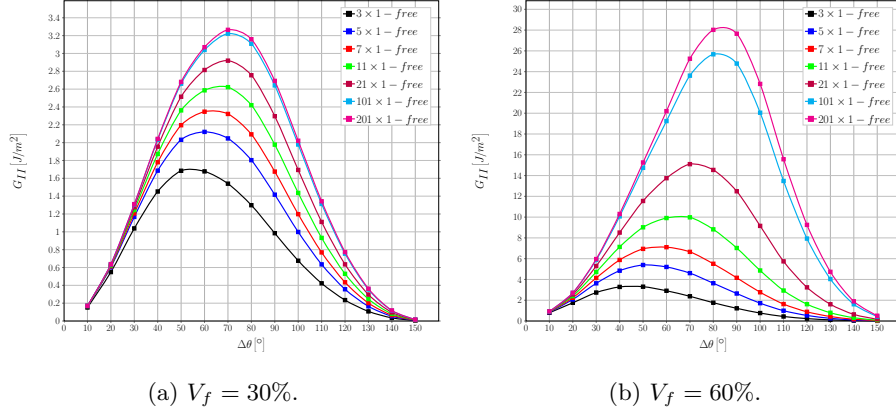 3 × 1 − free
5 × 1 − free
7 × 1 − free
11 × 1 − free
21 × 1 − free
101 × 1 − free
201 × 1 − free
3.4
3.2
3
2.8
2.6
2.4
2.2
2
1.8
1.6
1.4
1.2
1
0.8
0.6
0.4
0.2
0
G_II [J/m²]
0 10 20 30 40 50 60 70 80 90 100 110 120 130 140 150
Δθ [°]
(a) V_f = 30%.
3 × 1 − free
5 × 1 − free
7 × 1 − free
11 × 1 − free
21 × 1 − free
101 × 1 − free
201 × 1 − free
30
28
26
24
22
20
18
16
14
12
10
8
6
4
2
0
G_II [J/m²]
0 10 20 30 40 50 60 70 80 90 100 110 120 130 140 150
Δθ [°]
(b) V_f = 60%.